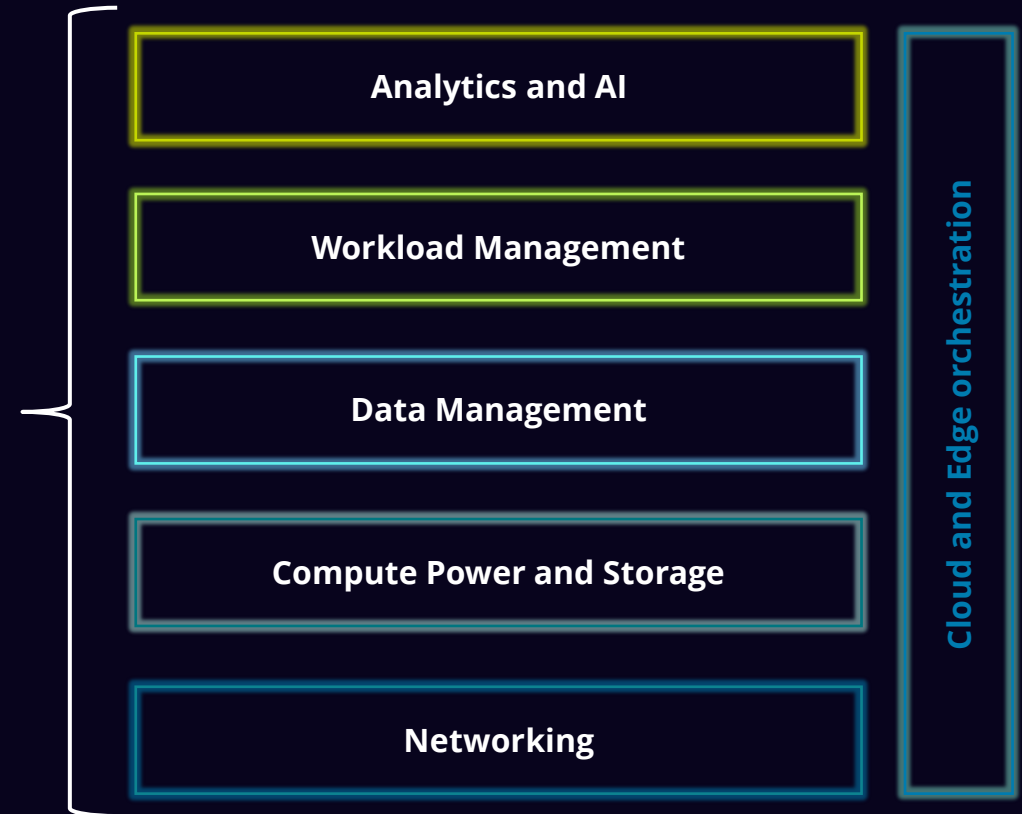 Analytics and AI
Workload Management
Data Management
Compute Power and Storage
Networking
Cloud and Edge orchestration